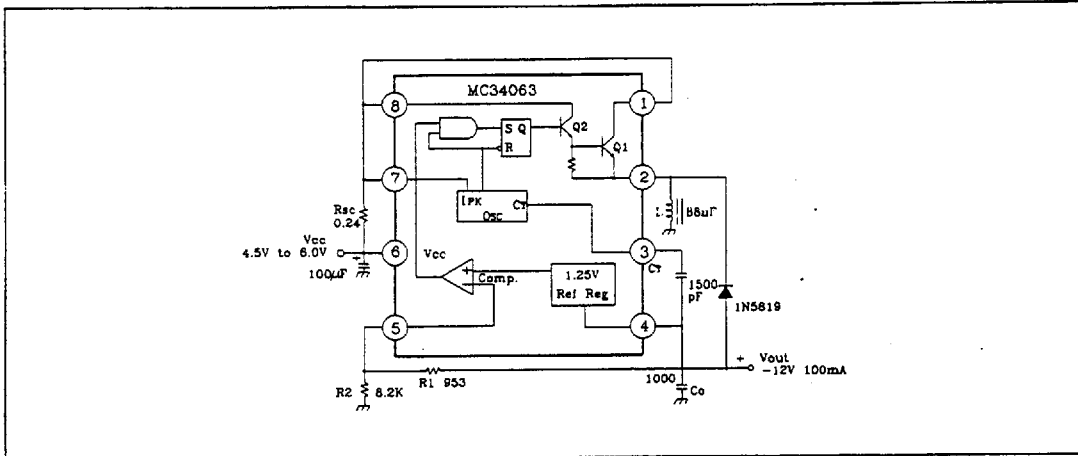 MC34063
8
1
S Q
Q2
R
Q1
2
7
IPK
CT
Osc
Rsc
0.24
Vcc
4.5V to 6.0V
6
+
100μF
Vcc
3
CT
1500
pF
+
Comp.
−
1.25V
Ref Reg
1N5819
5
4
+
Vout
−12V 100mA
R1 953
R2
8.2K
1000
Co